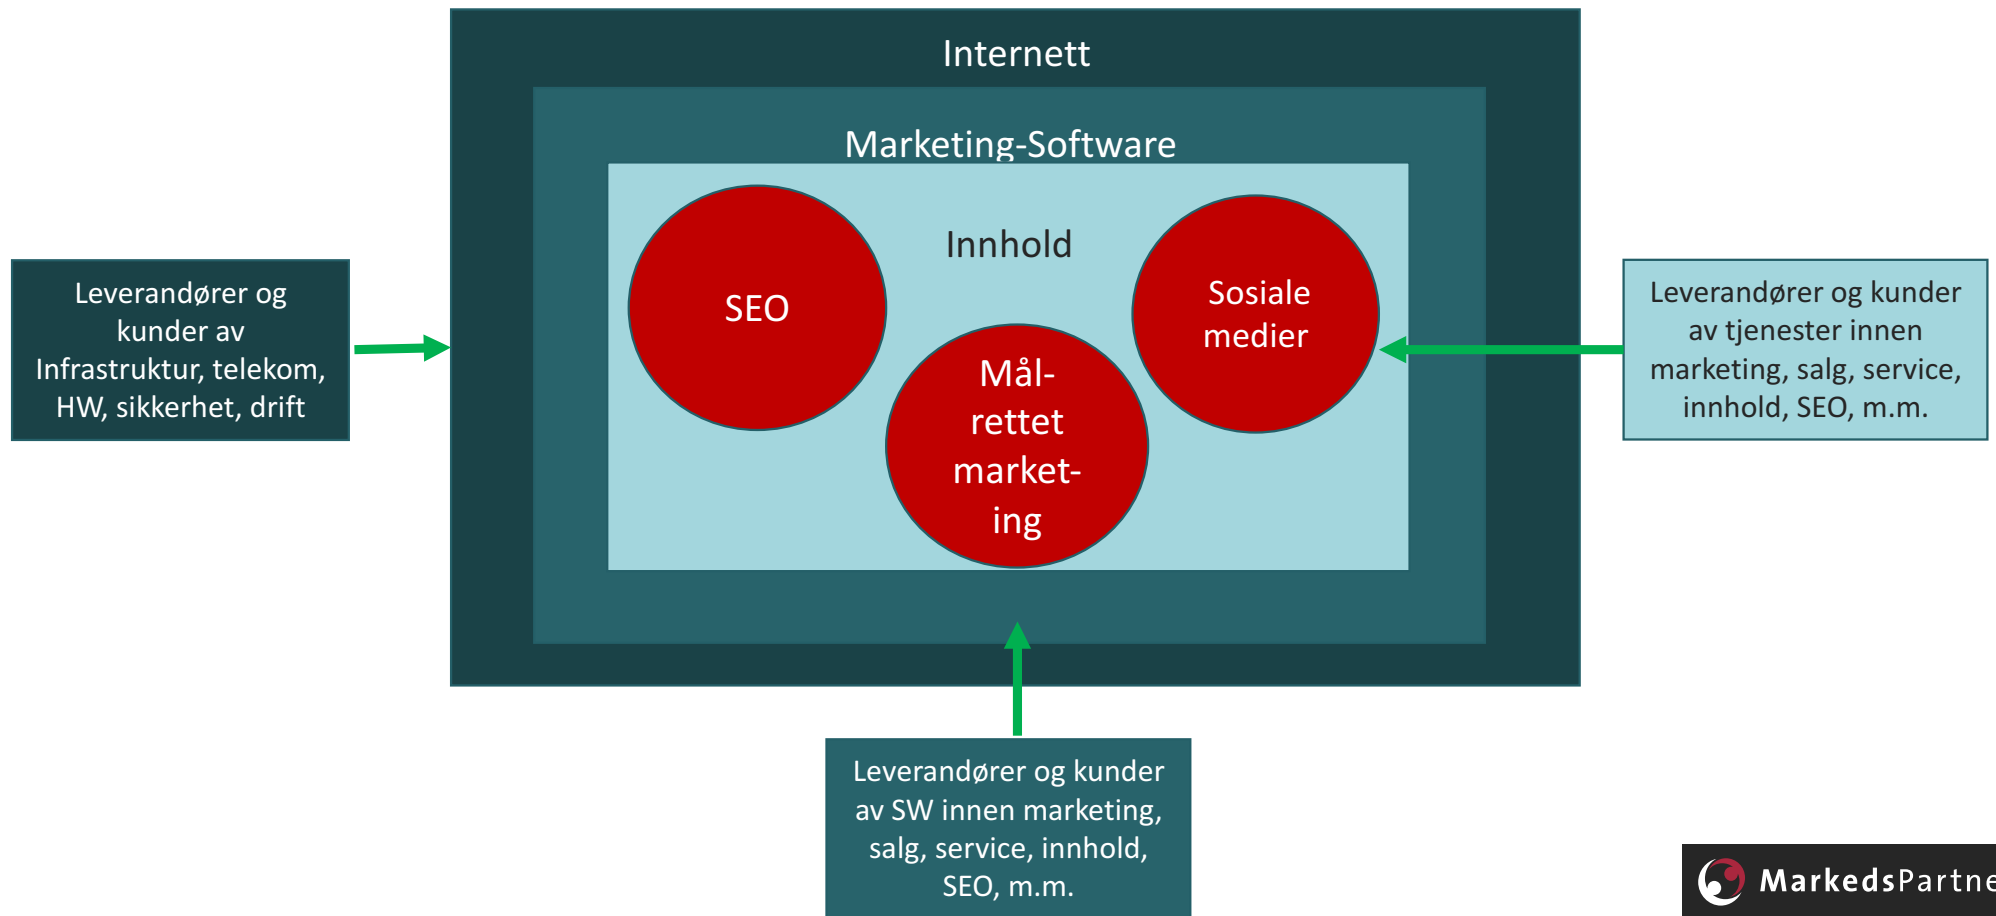 Internett
Marketing-Software
Innhold
SEO
Sosiale
medier
Mål-
rettet
market-
ing
Leverandører og
kunder av
Infrastruktur, telekom,
HW, sikkerhet, drift
Leverandører og kunder
av tjenester innen
marketing, salg, service,
innhold, SEO, m.m.
Leverandører og kunder
av SW innen marketing,
salg, service, innhold,
SEO, m.m.
MarkedsPartne